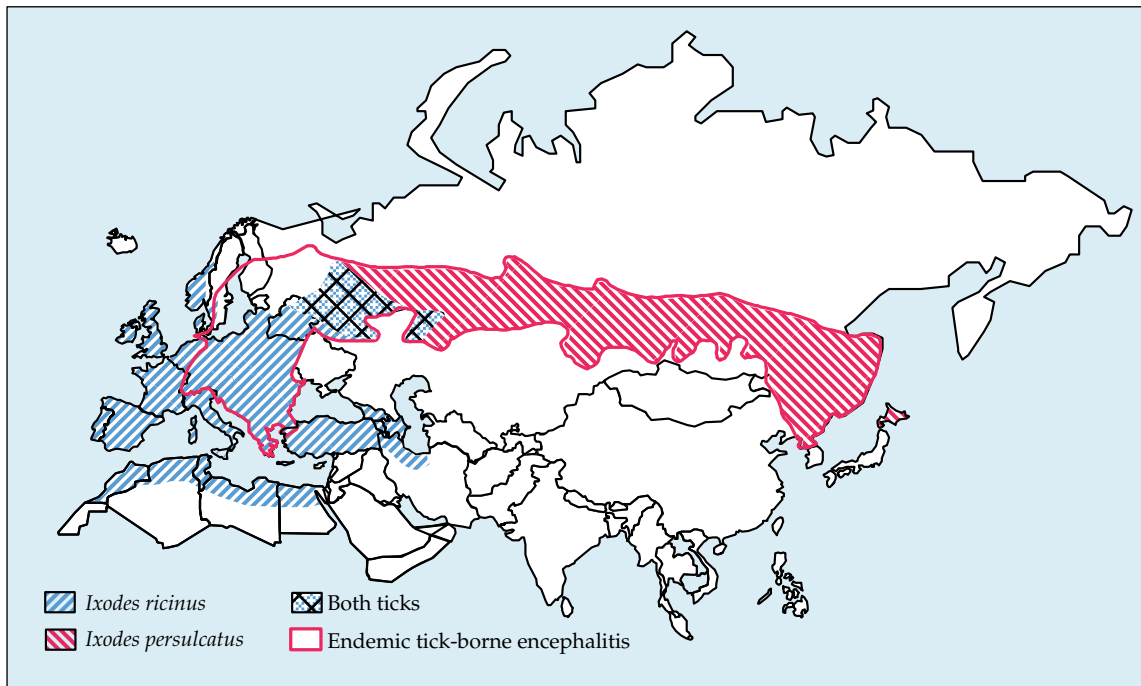 Ixodes ricinus
Both ticks
Ixodes persulcatus
Endemic tick-borne encephalitis